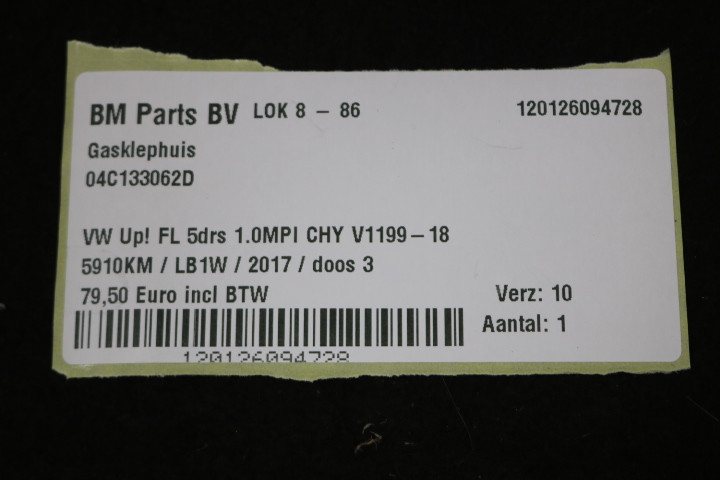 BM Parts BV LOK 8 - 86 120126094728
Gasklephuis
04C133062D
VW Up! FL 5drs 1.0MPI CHY V1199-18
5910KM / LB1W / 2017 / doos 3
79,50 Euro incl BTW Verz: 10
Aantal: 1
120126094728